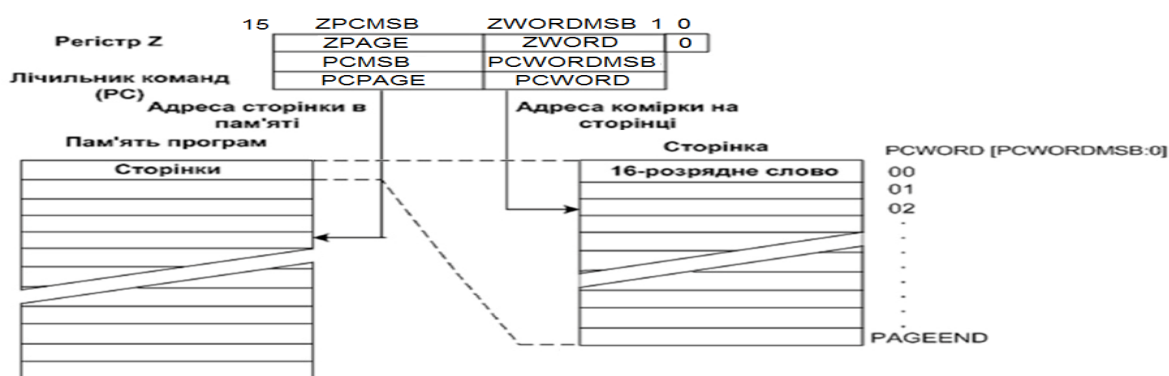 15 ZPCMSB ZWORDMSB 1 0
Регістр Z ZPAGE ZWORD 0
PCMSB PCWORDMSB
Лічильник команд (PC) PCPAGE PCWORD
Адреса сторінки в пам'яті
Адреса комірки на сторінці
Пам'ять програм
Сторінка
PCWORD [PCWORDMSB:0]
Сторінки
16-розрядне слово
00
01
02
PAGEEND